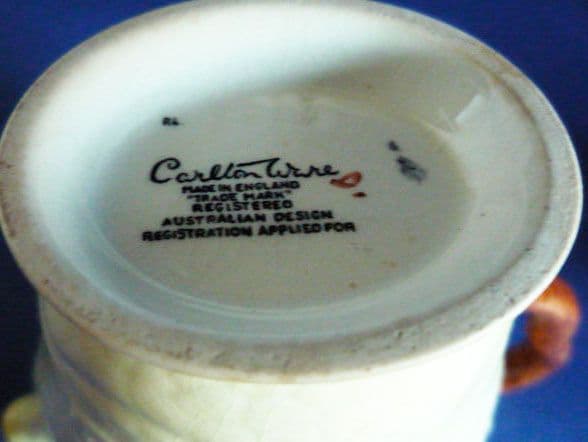 Carlton Ware
MADE IN ENGLAND
"TRADE MARK"
REGISTERED
AUSTRALIAN DESIGN
REGISTRATION APPLIED FOR